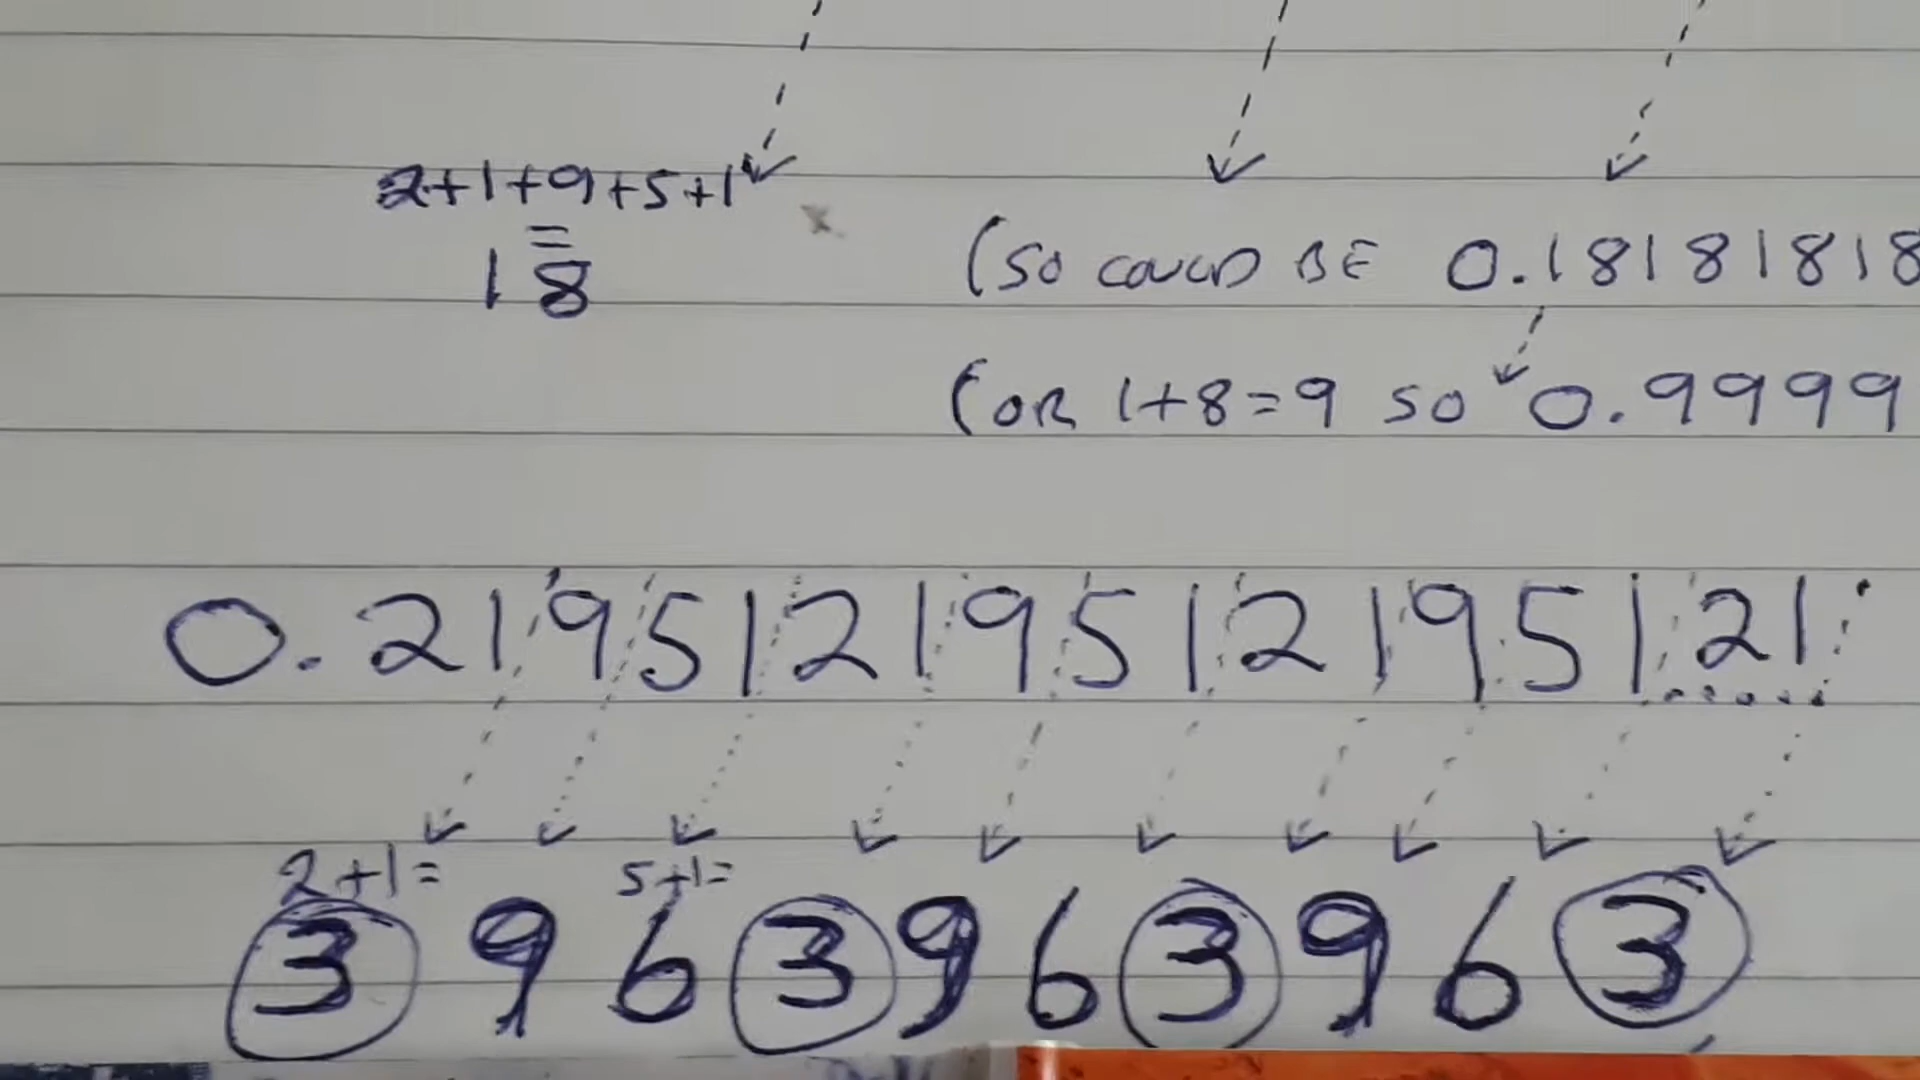 2+1+9+5+1
=
18
(SO COULD BE 0.18181818
(OR 1+8=9 SO 0.9999
0.21951219512195121
2+1= 5+1=
3 9 6 3 9 6 3 9 6 3